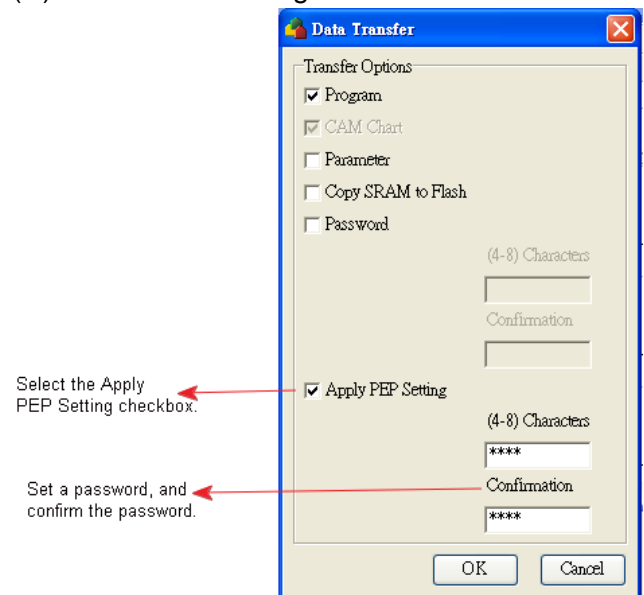 Data Transfer
Transfer Options
Program
CAM Chart
Parameter
Copy SRAM to Flash
Password
(4-8) Characters
Confirmation
Select the Apply
PEP Setting checkbox.
Apply PEP Setting
(4-8) Characters
****
Set a password, and
confirm the password.
Confirmation
****
OK Cancel